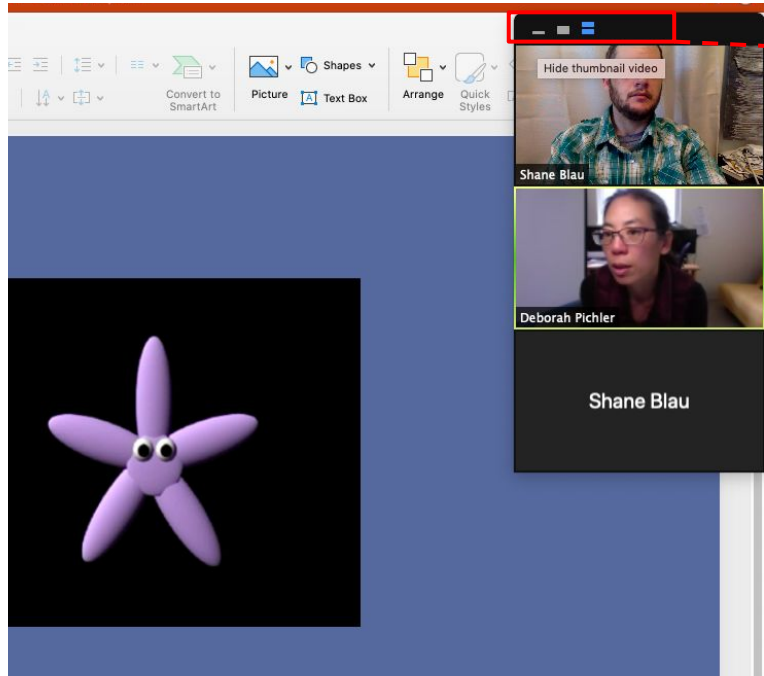 Hide thumbnail video
Shapes
Convert to
SmartArt
Picture
Text Box
Arrange
Quick
Styles
Shane Blau
Deborah Pichler
Shane Blau